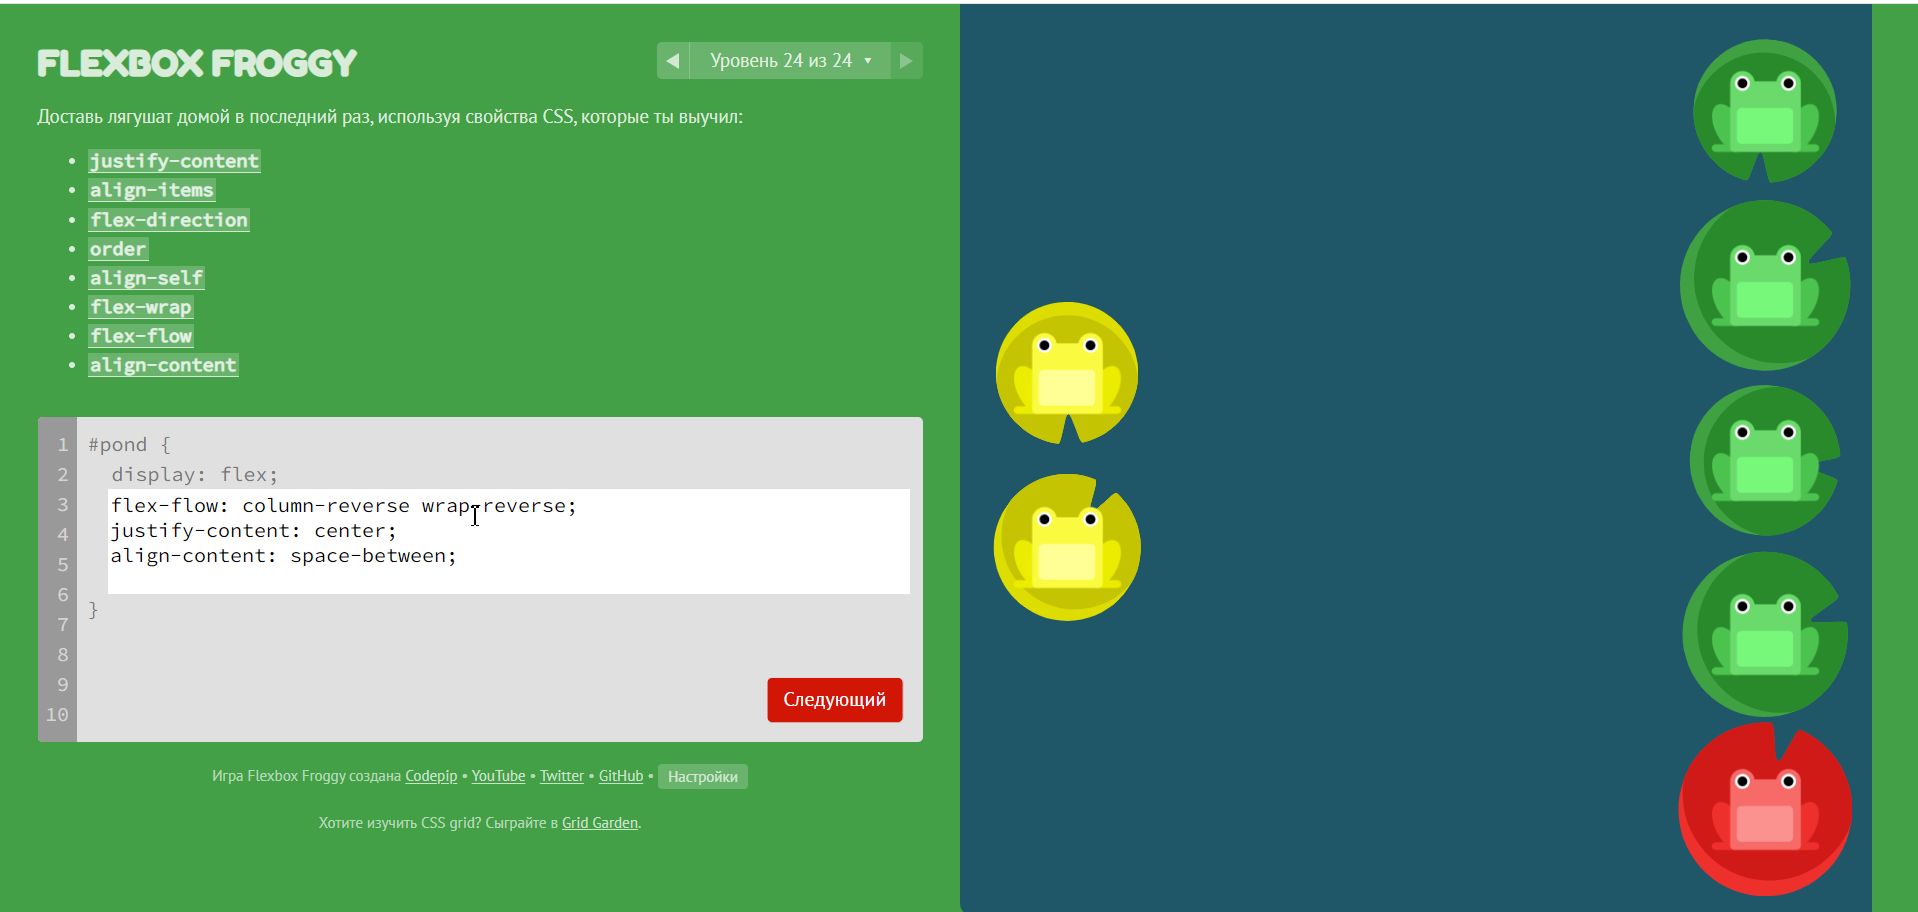 FLEXBOX FROGGY
◀ Уровень 24 из 24 ▼ ▶
Доставь лягушат домой в последний раз, используя свойства CSS, которые ты выучил:
• justify-content
• align-items
• flex-direction
• order
• align-self
• flex-wrap
• flex-flow
• align-content
1 #pond {
2 display: flex;
3 flex-flow: column-reverse wrap-reverse;
4 justify-content: center;
5 align-content: space-between;
6 }
7
8
9
10
Следующий
Игра Flexbox Froggy создана Codepip • YouTube • Twitter • GitHub • Настройки
Хотите изучить CSS grid? Сыграйте в Grid Garden.